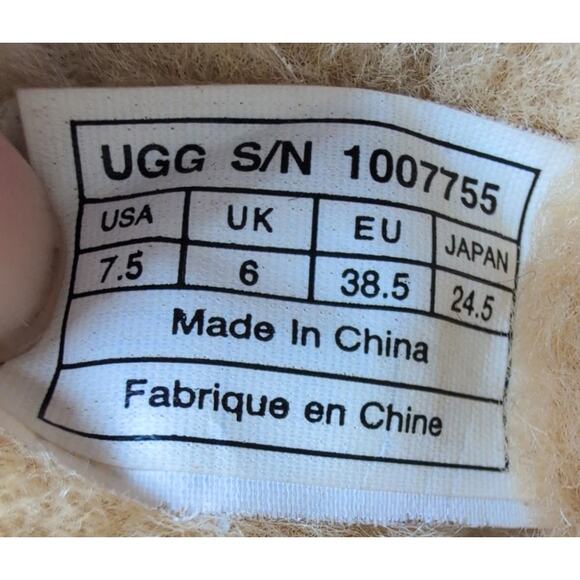 UGG S/N 1007755
USA UK EU JAPAN
7.5 6 38.5 24.5
Made In China
Fabrique en Chine